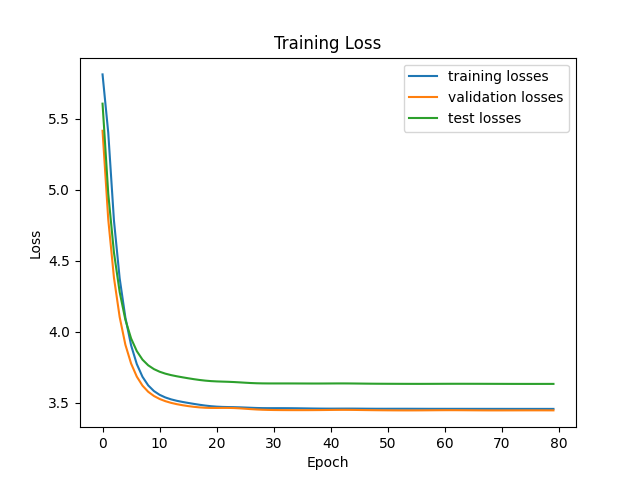 Training Loss
training losses
validation losses
test losses
5.5
5.0
4.5
4.0
3.5
Loss
0 10 20 30 40 50 60 70 80
Epoch